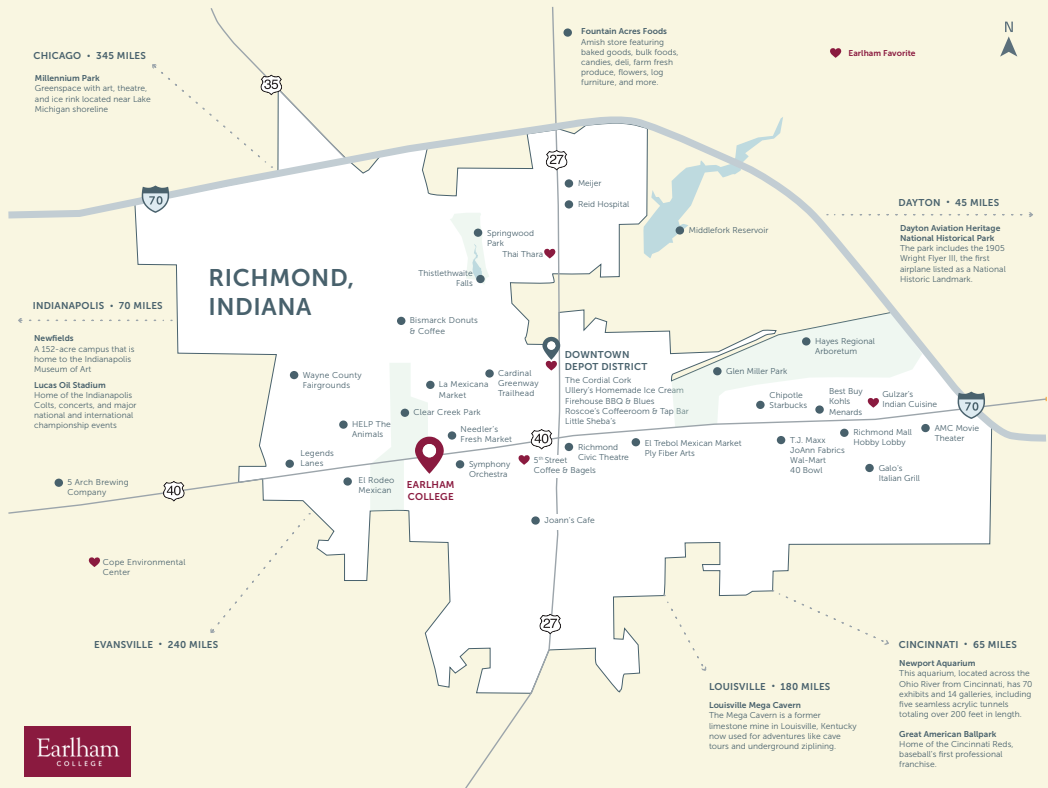 Fountain Acres Foods
Amish store featuring
baked goods, bulk foods,
candies, deli, farm fresh
produce, flowers, log
furniture, and more.
N
Earlham Favorite
CHICAGO • 345 MILES
Millennium Park
Greenspace with art, theatre,
and ice rink located near Lake
Michigan shoreline
35
27
70
Meijer
Reid Hospital
Middlefork Reservoir
DAYTON • 45 MILES
Dayton Aviation Heritage
National Historical Park
The park includes the 1905
Wright Flyer III, the first
airplane listed as a National
Historic Landmark.
Springwood
Park
Thai Thara
Thistlethwaite
Falls
RICHMOND,
INDIANA
INDIANAPOLIS • 70 MILES
Newfields
A 152-acre campus that is
home to the Indianapolis
Museum of Art
Lucas Oil Stadium
Home of the Indianapolis
Colts, concerts, and major
national and international
championship events
Bismarck Donuts
& Coffee
DOWNTOWN
DEPOT DISTRICT
The Cordial Cork
Ullery's Homemade Ice Cream
Firehouse BBQ & Blues
Roscoe's Coffeeroom & Tap Bar
Little Sheba's
Hayes Regional
Arboretum
Glen Miller Park
Wayne County
Fairgrounds
La Mexicana
Market
Cardinal
Greenway
Trailhead
Clear Creek Park
HELP The
Animals
Needler's
Fresh Market
Chipotle
Starbucks
Best Buy
Kohls
Menards
Gulzar's
Indian Cuisine
70
AMC Movie
Theater
Richmond Mall
Hobby Lobby
T.J. Maxx
JoAnn Fabrics
Wal-Mart
40 Bowl
Galo's
Italian Grill
40
El Trebol Mexican Market
Ply Fiber Arts
Richmond
Civic Theatre
5th Street
Coffee & Bagels
Symphony
Orchestra
EARLHAM
COLLEGE
Legends
Lanes
El Rodeo
Mexican
5 Arch Brewing
Company
40
Joann's Cafe
Cope Environmental
Center
27
EVANSVILLE • 240 MILES
LOUISVILLE • 180 MILES
Louisville Mega Cavern
The Mega Cavern is a former
limestone mine in Louisville, Kentucky
now used for adventures like cave
tours and underground ziplining.
CINCINNATI • 65 MILES
Newport Aquarium
This aquarium, located across the
Ohio River from Cincinnati, has 70
exhibits and 14 galleries, including
five seamless acrylic tunnels
totaling over 200 feet in length.
Great American Ballpark
Home of the Cincinnati Reds,
baseball's first professional
franchise.
Earlham
COLLEGE